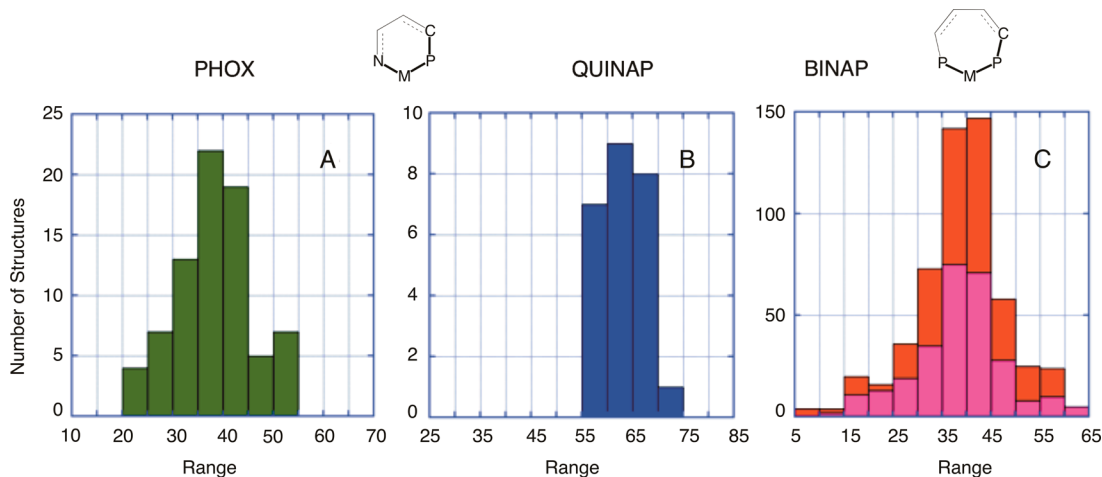 PHOX
N
M
P
C
QUINAP
BINAP
P
M
P
C
Number of Structures
25
20
15
10
5
0
A
10 20 30 40 50 60 70
Range
10
8
6
4
2
0
B
25 35 45 55 65 75 85
Range
150
100
50
0
C
5 15 25 35 45 55 65
Range